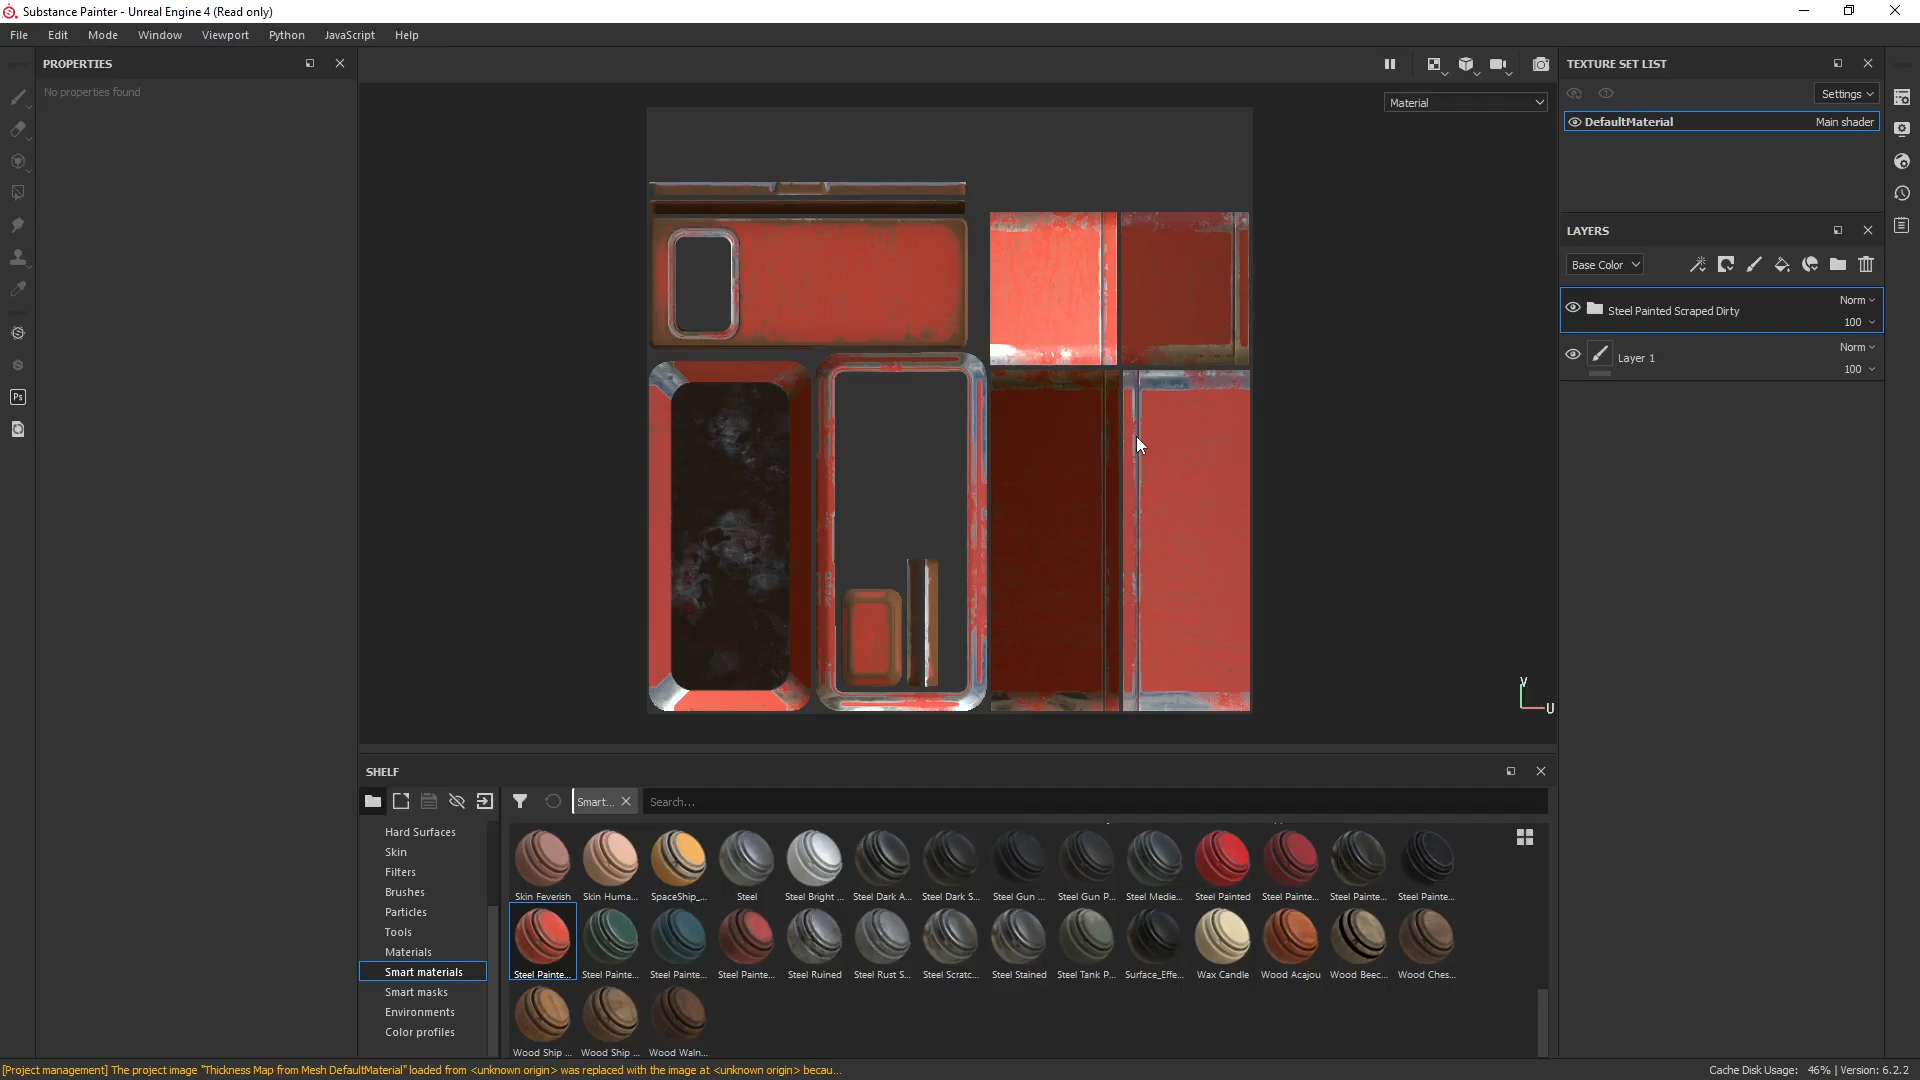 Substance Painter - Unreal Engine 4 (Read only)
File Edit Mode Window Viewport Python JavaScript Help
PROPERTIES
No properties found
Material
V
U
TEXTURE SET LIST
Settings
DefaultMaterial Main shader
LAYERS
Base Color
Steel Painted Scraped Dirty Norm
100
Layer 1 Norm
100
Ps
SHELF
Smart... Search...
Hard Surfaces
Skin
Filters
Brushes
Particles
Tools
Materials
Smart materials
Smart masks
Environments
Color profiles
Skin Feverish Skin Huma... SpaceShip_... Steel Steel Bright ... Steel Dark A... Steel Dark S... Steel Gun ... Steel Gun P... Steel Medie... Steel Painted Steel Painte... Steel Painte... Steel Painte...
Steel Painte... Steel Painte... Steel Painte... Steel Painte... Steel Ruined Steel Rust S... Steel Scratc... Steel Stained Steel Tank P... Surface_Effe... Wax Candle Wood Acajou Wood Beec... Wood Ches...
Wood Ship ... Wood Ship ... Wood Waln...
[Project management] The project image "Thickness Map from Mesh DefaultMaterial" loaded from <unknown origin> was replaced with the image at <unknown origin> becau...
Cache Disk Usage: 46% | Version: 6.2.2